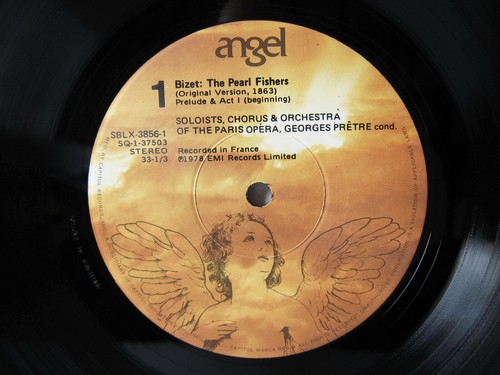 angel
1
Bizet: The Pearl Fishers
(Original Version, 1863)
Prelude & Act I (beginning)
SOLOISTS, CHORUS & ORCHESTRA
OF THE PARIS OPÉRA, GEORGES PRÊTRE cond.
SBLX-3856-1
SQ-1-37503
STEREO
33-1/3
Recorded in France
℗1978 EMI Records Limited